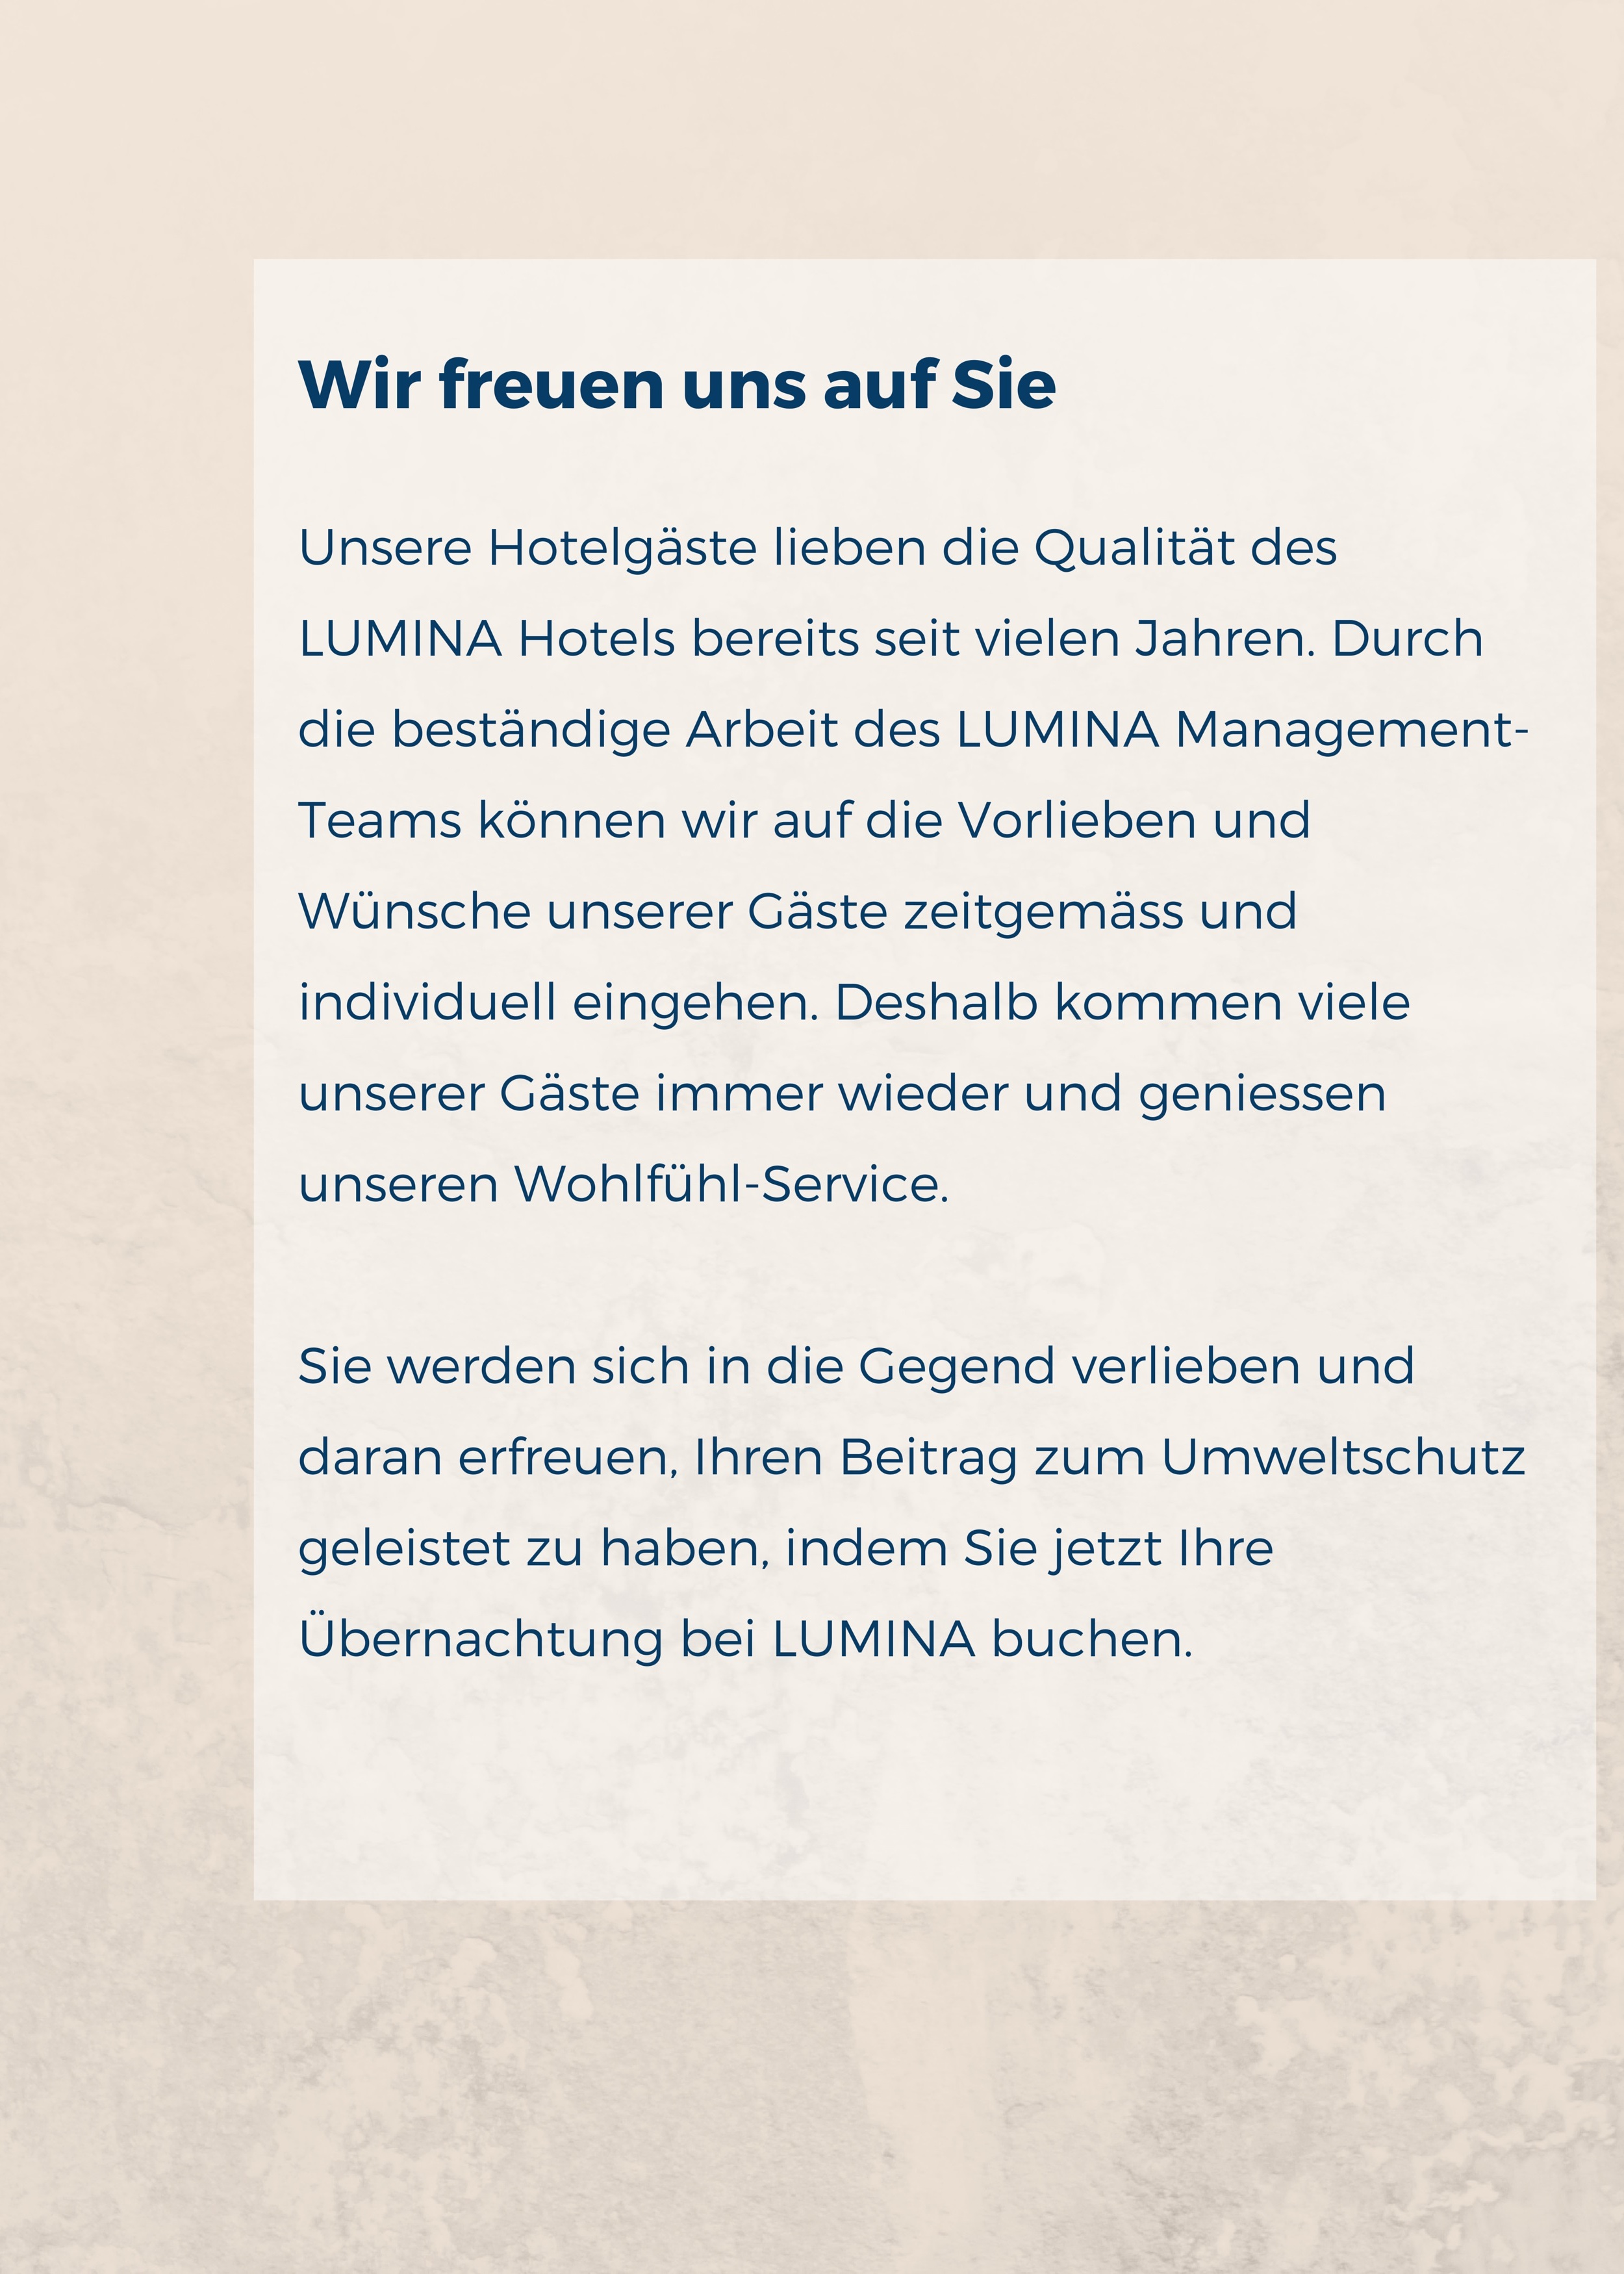 Wir freuen uns auf Sie
Unsere Hotelgäste lieben die Qualität des
LUMINA Hotels bereits seit vielen Jahren. Durch
die beständige Arbeit des LUMINA Management-
Teams können wir auf die Vorlieben und
Wünsche unserer Gäste zeitgemäss und
individuell eingehen. Deshalb kommen viele
unserer Gäste immer wieder und geniessen
unseren Wohlfühl-Service.
Sie werden sich in die Gegend verlieben und
daran erfreuen, Ihren Beitrag zum Umweltschutz
geleistet zu haben, indem Sie jetzt Ihre
Übernachtung bei LUMINA buchen.